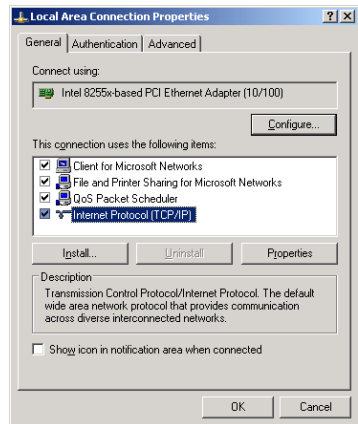 Local Area Connection Properties
General Authentication Advanced
Connect using:
Intel 8255x-based PCI Ethernet Adapter (10/100)
Configure...
This connection uses the following items:
Client for Microsoft Networks
File and Printer Sharing for Microsoft Networks
QoS Packet Scheduler
Internet Protocol (TCP/IP)
Install... Uninstall Properties
Description
Transmission Control Protocol/Internet Protocol. The default
wide area network protocol that provides communication
across diverse interconnected networks.
Show icon in notification area when connected
OK Cancel